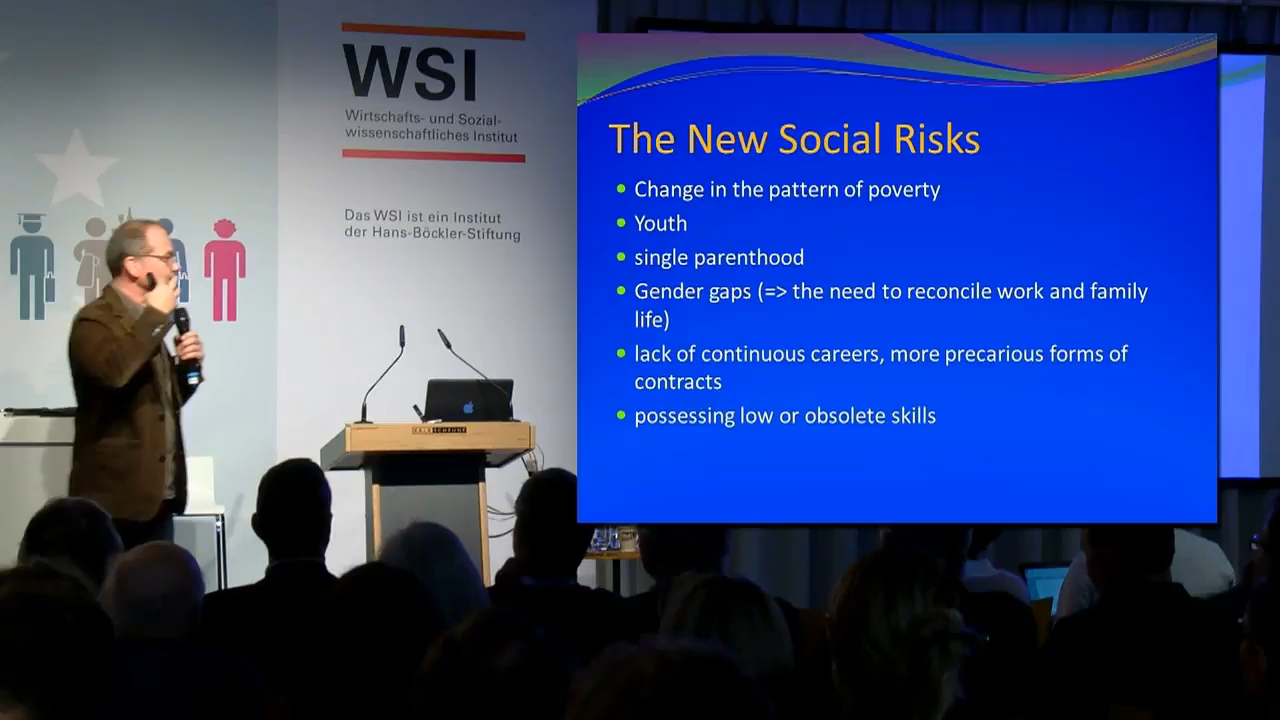 WSI
Wirtschafts- und Sozial-
wissenschaftliches Institut
Das WSI ist ein Institut
der Hans-Böckler-Stiftung
The New Social Risks
• Change in the pattern of poverty
• Youth
• single parenthood
• Gender gaps (=> the need to reconcile work and family
life)
• lack of continuous careers, more precarious forms of
contracts
• possessing low or obsolete skills
KALKSCHEUNE